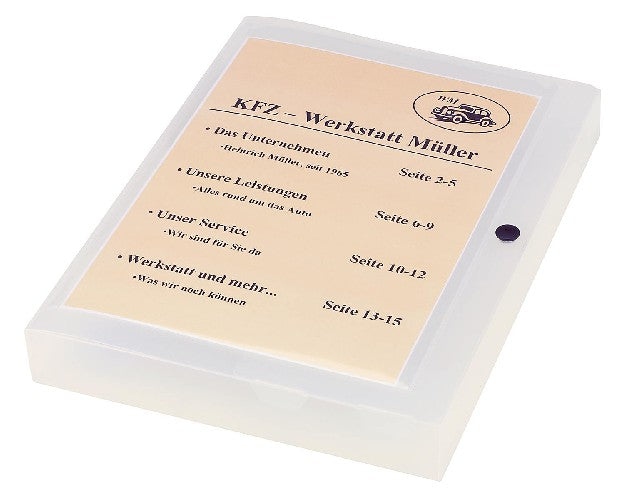 WM
KFZ – Werkstatt Müller
• Das Unternehmen Seite 2-5
-Heinrich Müller, seit 1965
• Unsere Leistungen Seite 6-9
-Alles rund um das Auto
• Unser Service Seite 10-12
-Wir sind für Sie da
• Werkstatt und mehr... Seite 13-15
-Was wir noch können